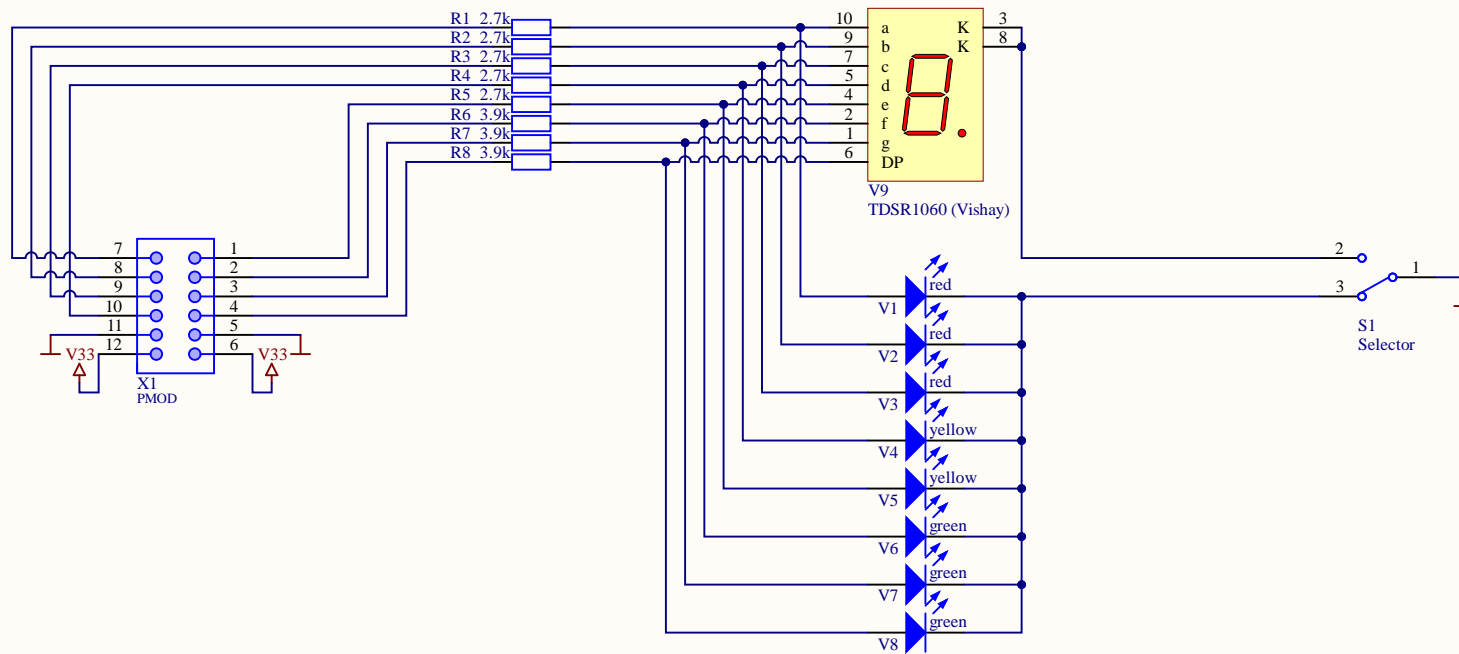 R1 2.7k
R2 2.7k
R3 2.7k
R4 2.7k
R5 2.7k
R6 3.9k
R7 3.9k
R8 3.9k
10 a K 3
9 b K 8
7 c
5 d
4 e
2 f
1 g
6 DP
V9
TDSR1060 (Vishay)
7 1
8 2
9 3
10 4
11 5
12 6
V33 V33
X1
PMOD
2
1
3
S1
Selector
red
V1
red
V2
red
V3
yellow
V4
yellow
V5
green
V6
green
V7
green
V8